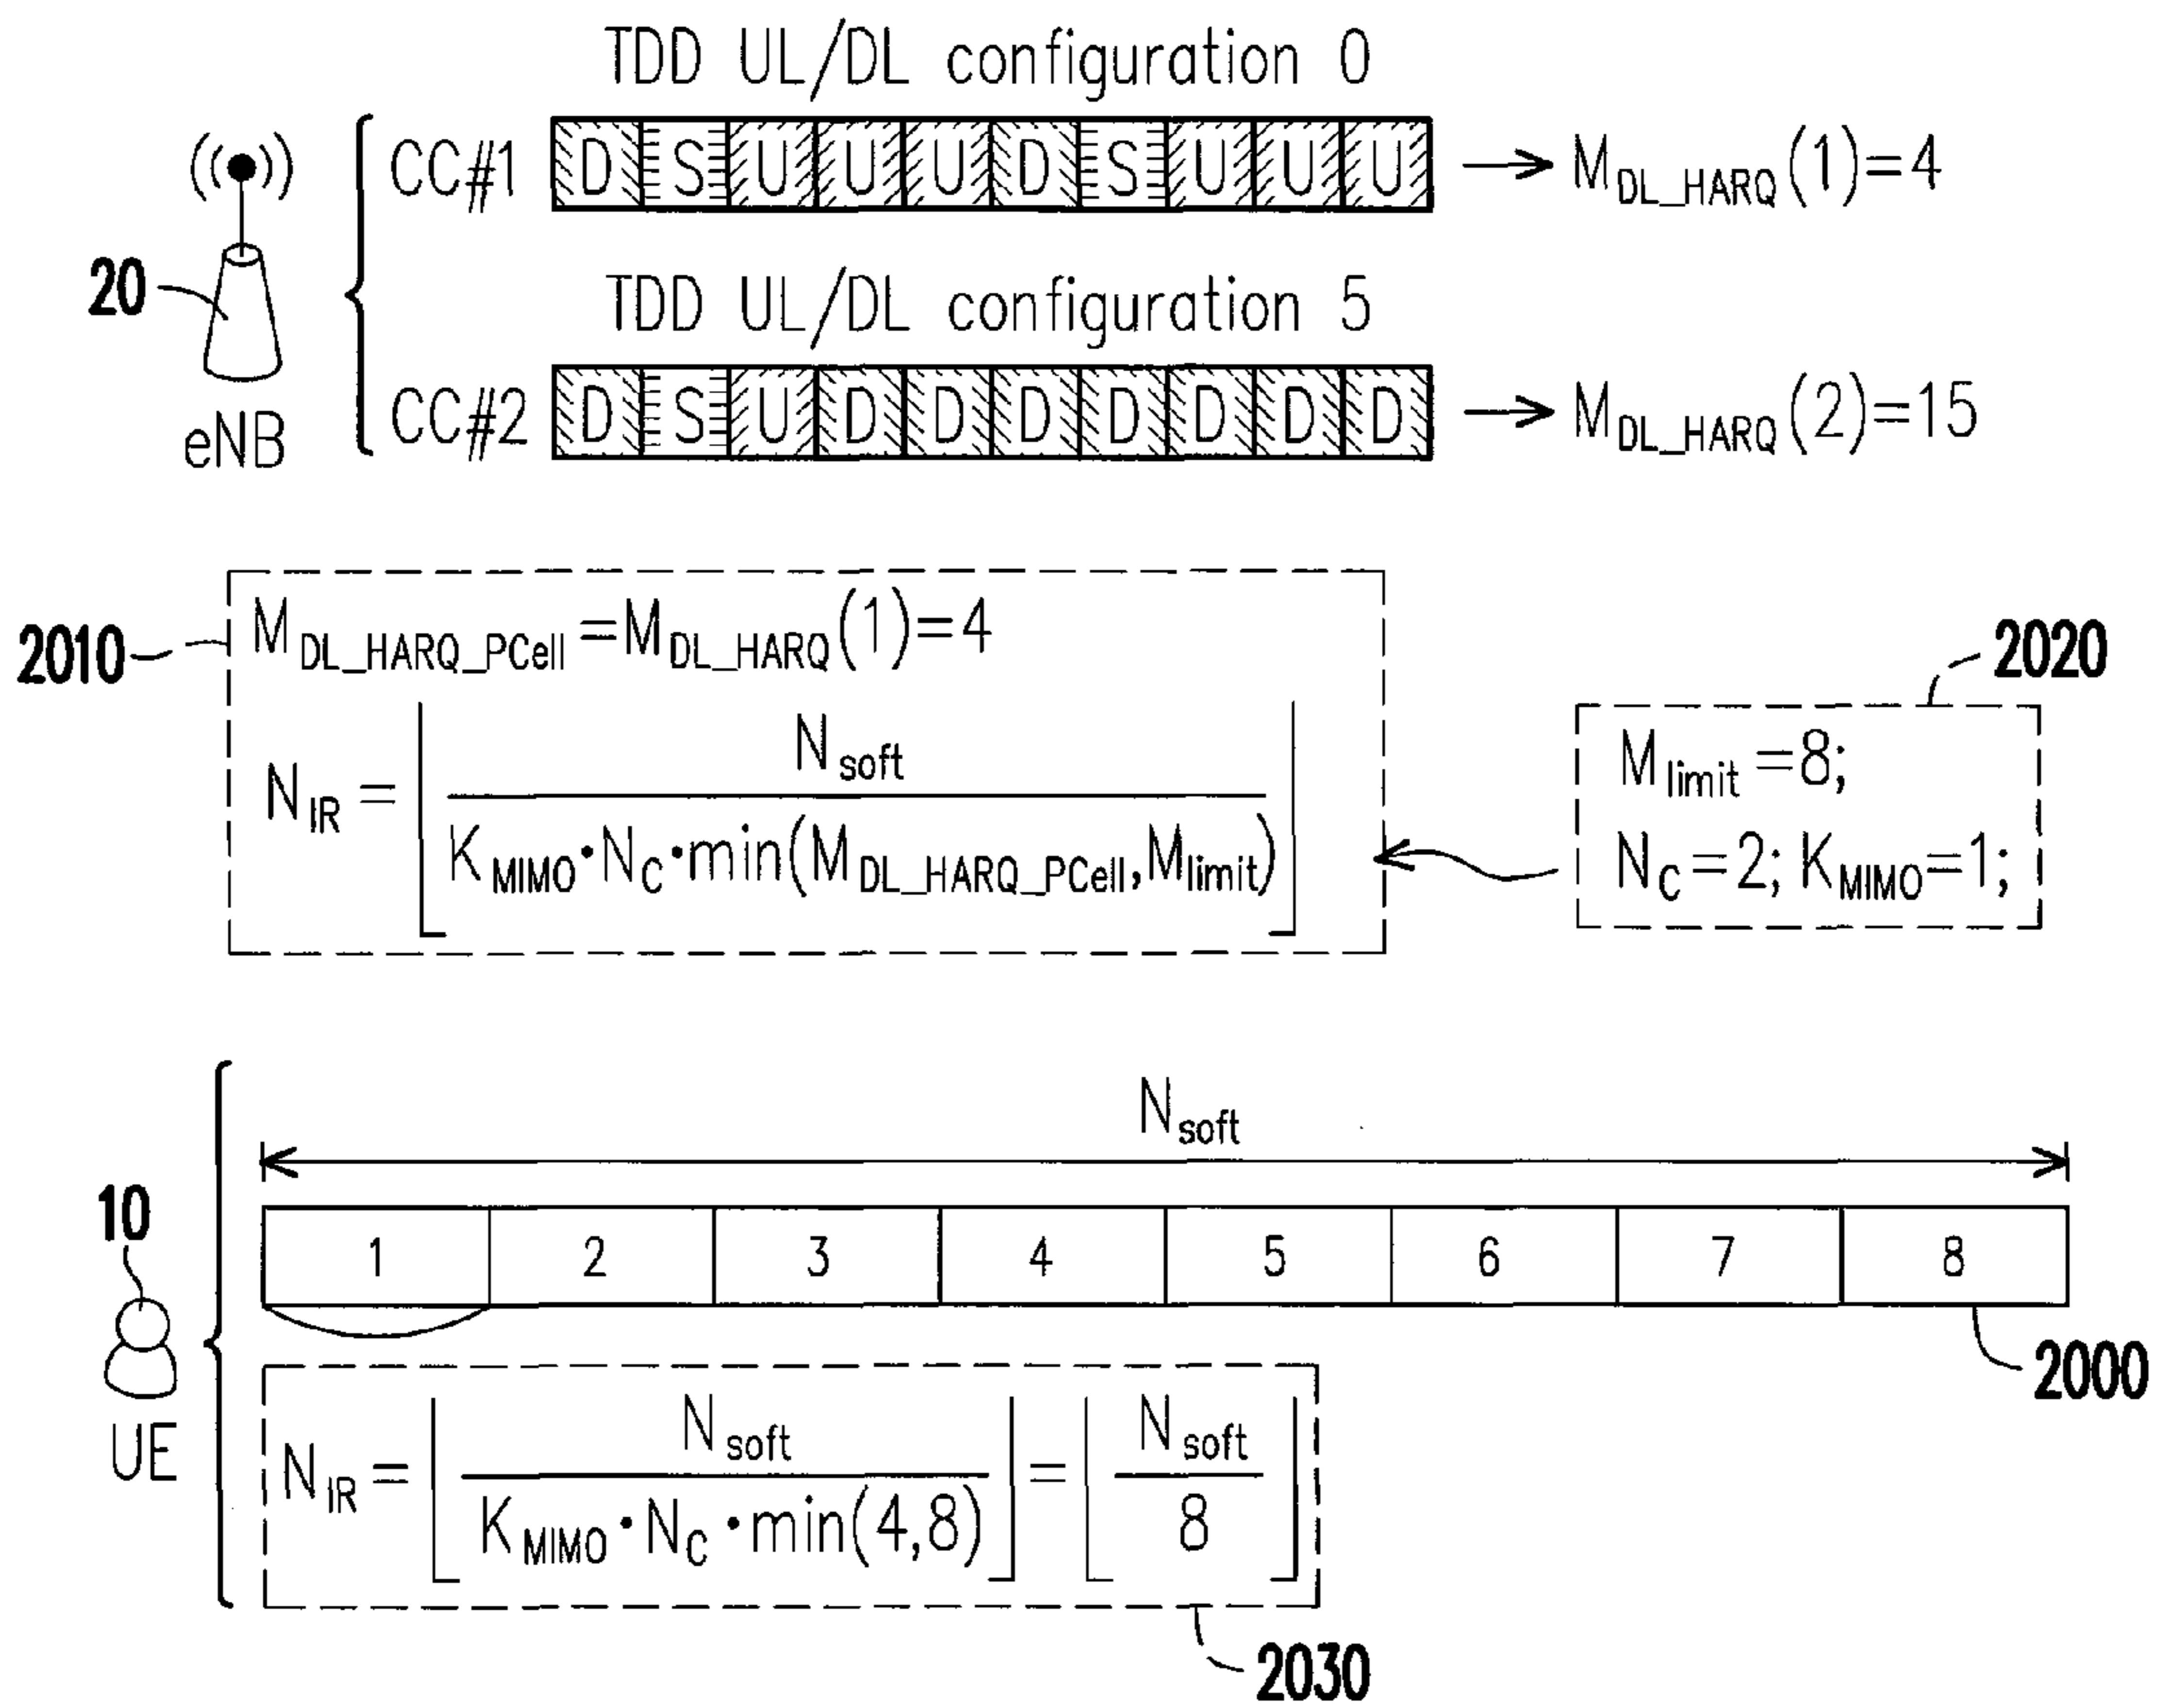 TDD UL/DL configuration 0
CC#1 D S U U U D S U U U → M_DL_HARQ(1)=4
20
TDD UL/DL configuration 5
CC#2 D S U D D D D D D D → M_DL_HARQ(2)=15
eNB
2010
M_DL_HARQ_PCell=M_DL_HARQ(1)=4
N_IR = ⌊ N_soft / K_MIMO·N_C·min(M_DL_HARQ_PCell,M_limit) ⌋
2020
M_limit=8;
N_C=2; K_MIMO=1;
N_soft
10
UE
1 2 3 4 5 6 7 8
2000
N_IR = ⌊ N_soft / K_MIMO·N_C·min(4,8) ⌋ = ⌊ N_soft / 8 ⌋
2030